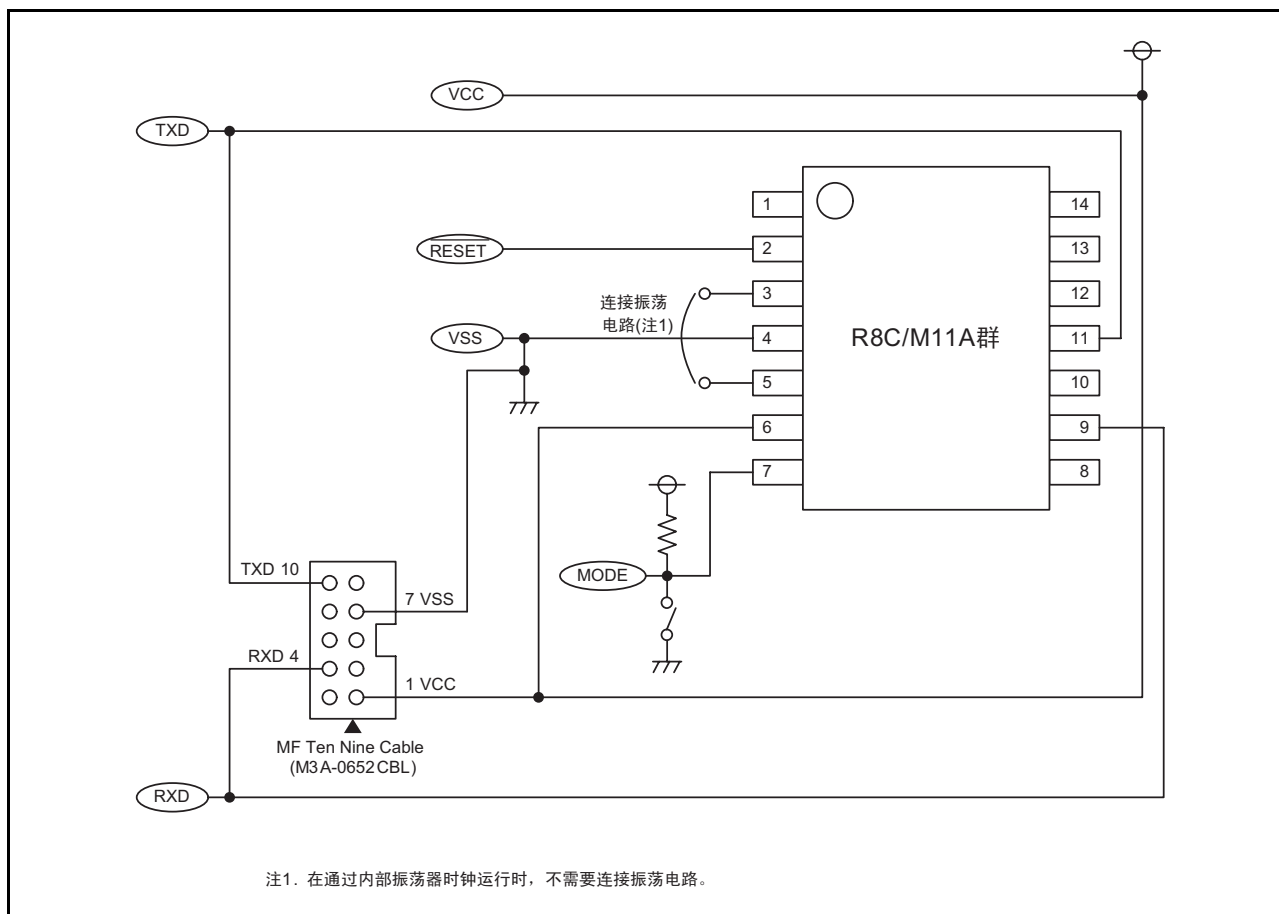 VCC
TXD
1
14
RESET
2
13
连接振荡
电路(注1)
3
12
VSS
4
R8C/M11A群
11
5
10
6
9
7
8
MODE
TXD 10
7 VSS
RXD 4
1 VCC
MF Ten Nine Cable
(M3A-0652CBL)
RXD
注1. 在通过内部振荡器时钟运行时，不需要连接振荡电路。